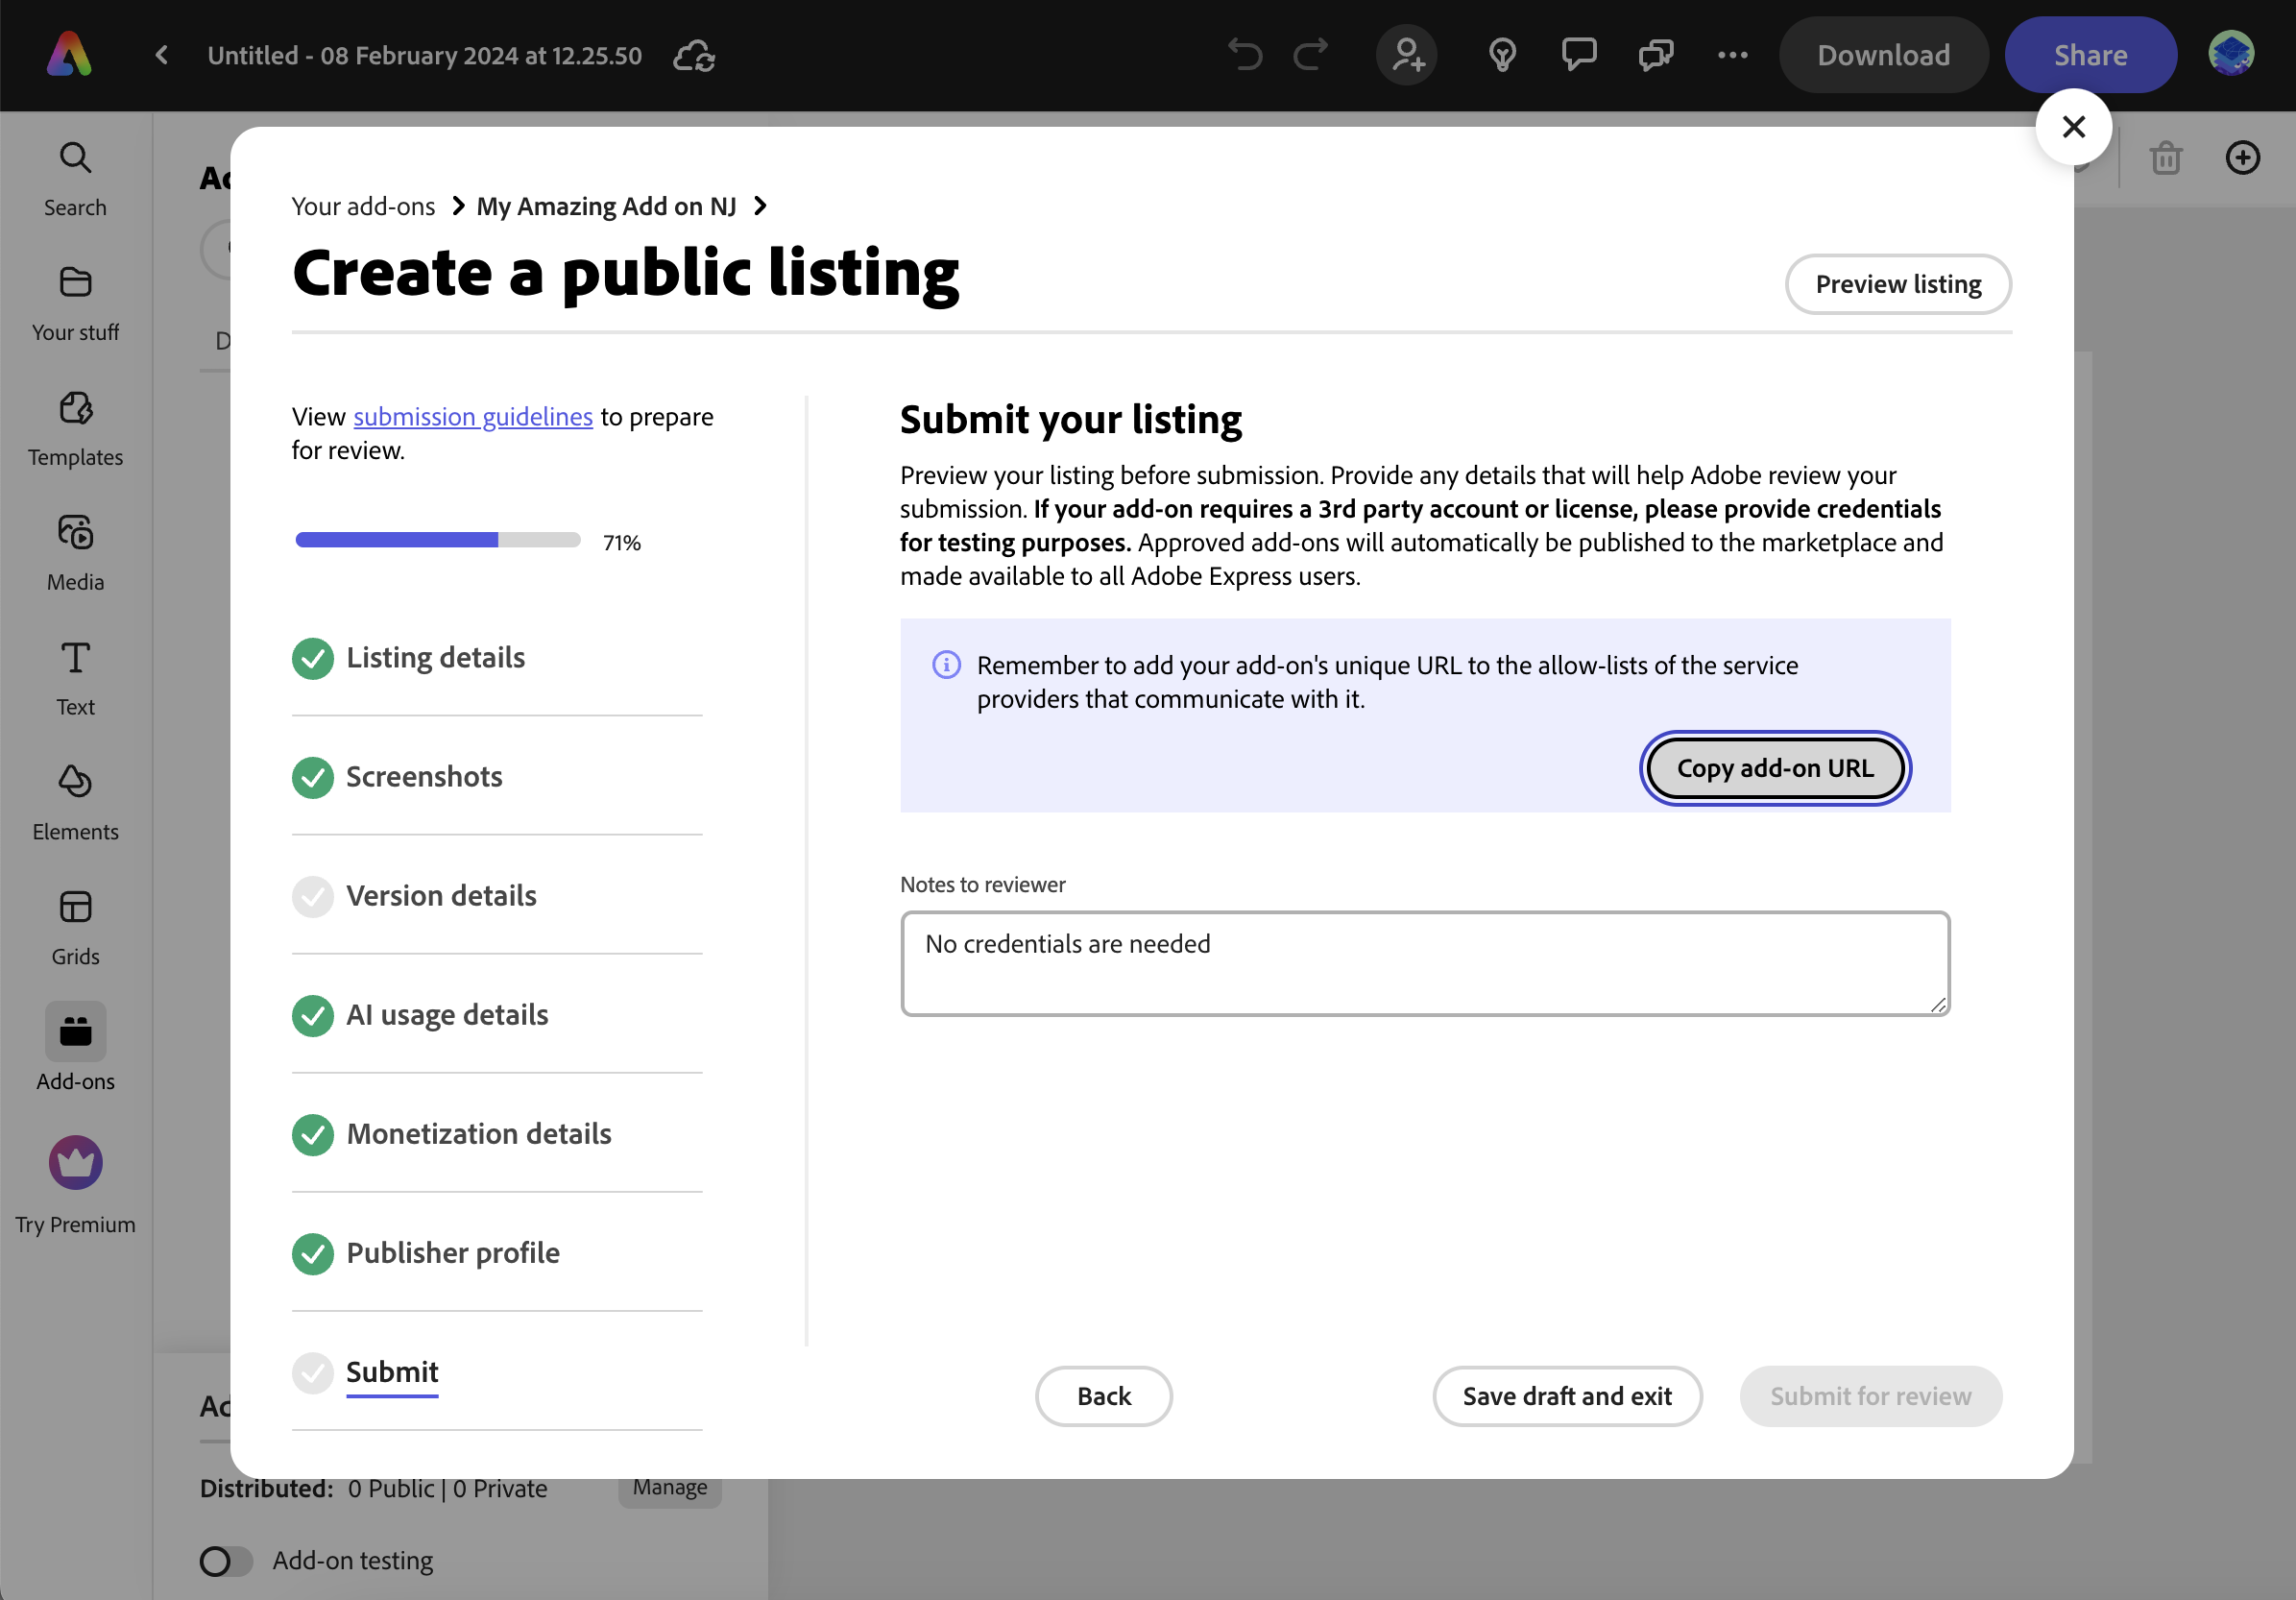 Untitled - 08 February 2024 at 12.25.50
Download
Share
Search
Your stuff
Templates
Media
Text
Elements
Grids
Add-ons
Try Premium
Your add-ons
My Amazing Add on NJ
Create a public listing
Preview listing
View submission guidelines to prepare
for review.
71%
Listing details
Screenshots
Version details
AI usage details
Monetization details
Publisher profile
Submit
Submit your listing
Preview your listing before submission. Provide any details that will help Adobe review your
submission. If your add-on requires a 3rd party account or license, please provide credentials
for testing purposes. Approved add-ons will automatically be published to the marketplace and
made available to all Adobe Express users.
Remember to add your add-on's unique URL to the allow-lists of the service
providers that communicate with it.
Copy add-on URL
Notes to reviewer
No credentials are needed
Back
Save draft and exit
Submit for review
Distributed: 0 Public | 0 Private
Manage
Add-on testing